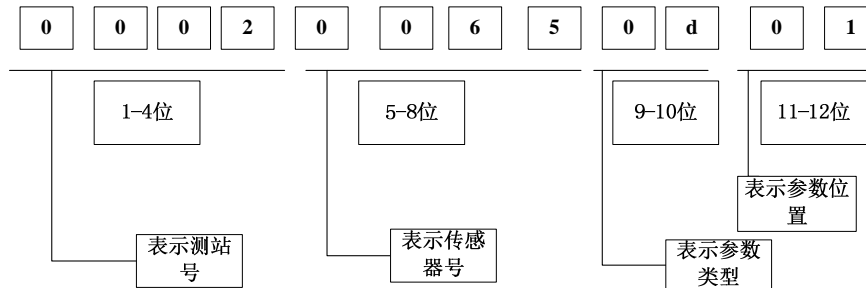 0 0 0 2 0 0 6 5 0 d 0 1
1-4位 5-8位 9-10位 11-12位
表示参数位
置
表示测站
号
表示传感
器号
表示参数
类型